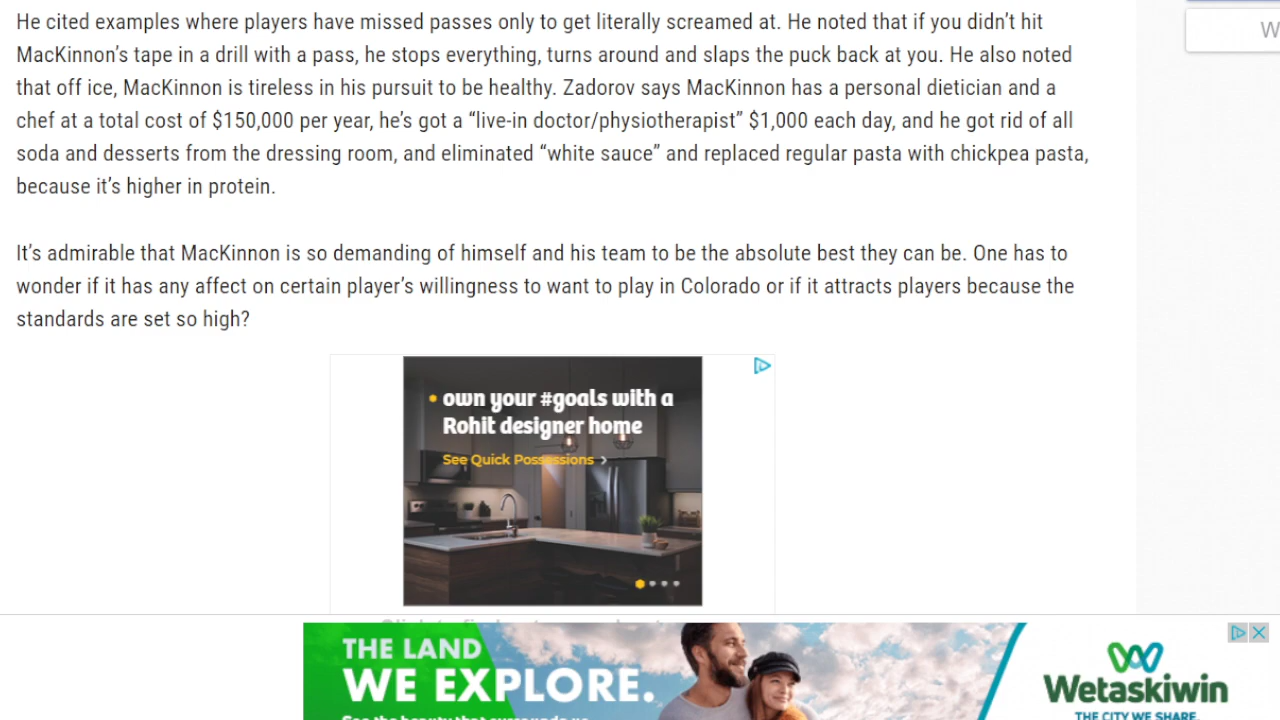 He cited examples where players have missed passes only to get literally screamed at. He noted that if you didn’t hit
MacKinnon’s tape in a drill with a pass, he stops everything, turns around and slaps the puck back at you. He also noted
that off ice, MacKinnon is tireless in his pursuit to be healthy. Zadorov says MacKinnon has a personal dietician and a
chef at a total cost of $150,000 per year, he’s got a “live-in doctor/physiotherapist” $1,000 each day, and he got rid of all
soda and desserts from the dressing room, and eliminated “white sauce” and replaced regular pasta with chickpea pasta,
because it’s higher in protein.
It’s admirable that MacKinnon is so demanding of himself and his team to be the absolute best they can be. One has to
wonder if it has any affect on certain player’s willingness to want to play in Colorado or if it attracts players because the
standards are set so high?
own your #goals with a
Rohit designer home
See Quick Possessions >
THE LAND
WE EXPLORE.
See the beauty that surrounds us
Wetaskiwin
THE CITY WE SHARE.
W